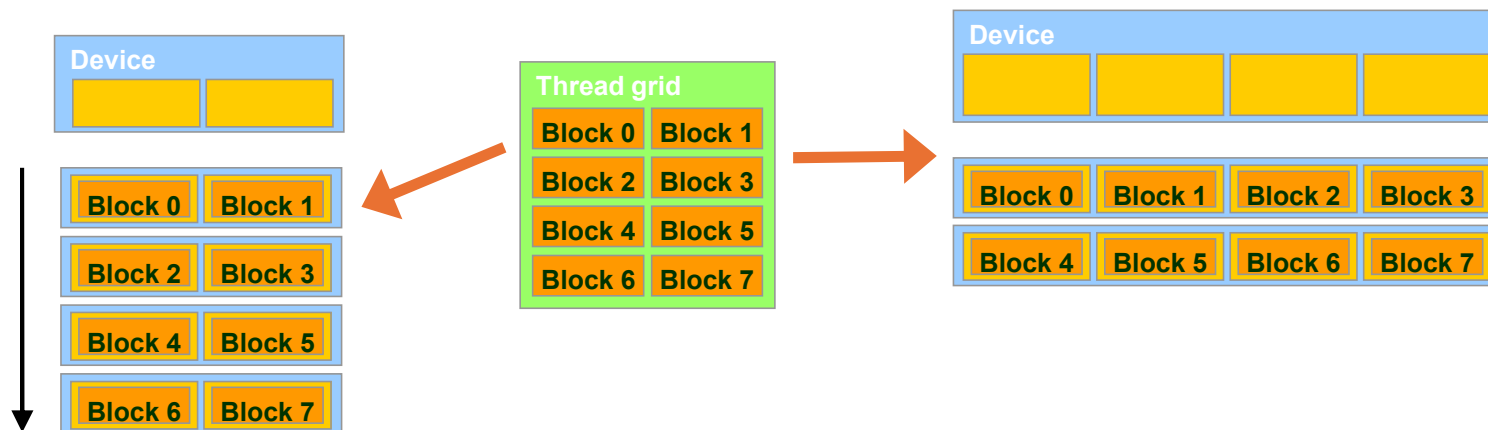 Device
Block 0 Block 1
Block 2 Block 3
Block 4 Block 5
Block 6 Block 7
Thread grid
Block 0 Block 1
Block 2 Block 3
Block 4 Block 5
Block 6 Block 7
Device
Block 0 Block 1 Block 2 Block 3
Block 4 Block 5 Block 6 Block 7